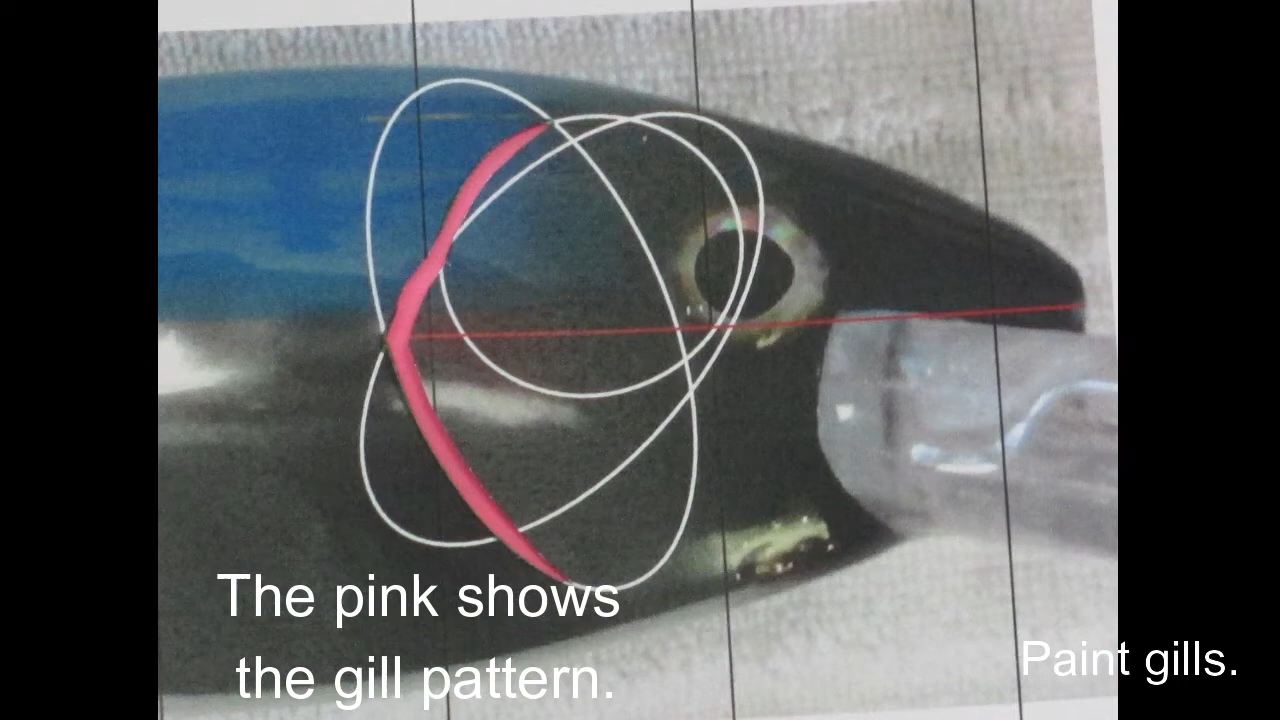 The pink shows
the gill pattern.
Paint gills.